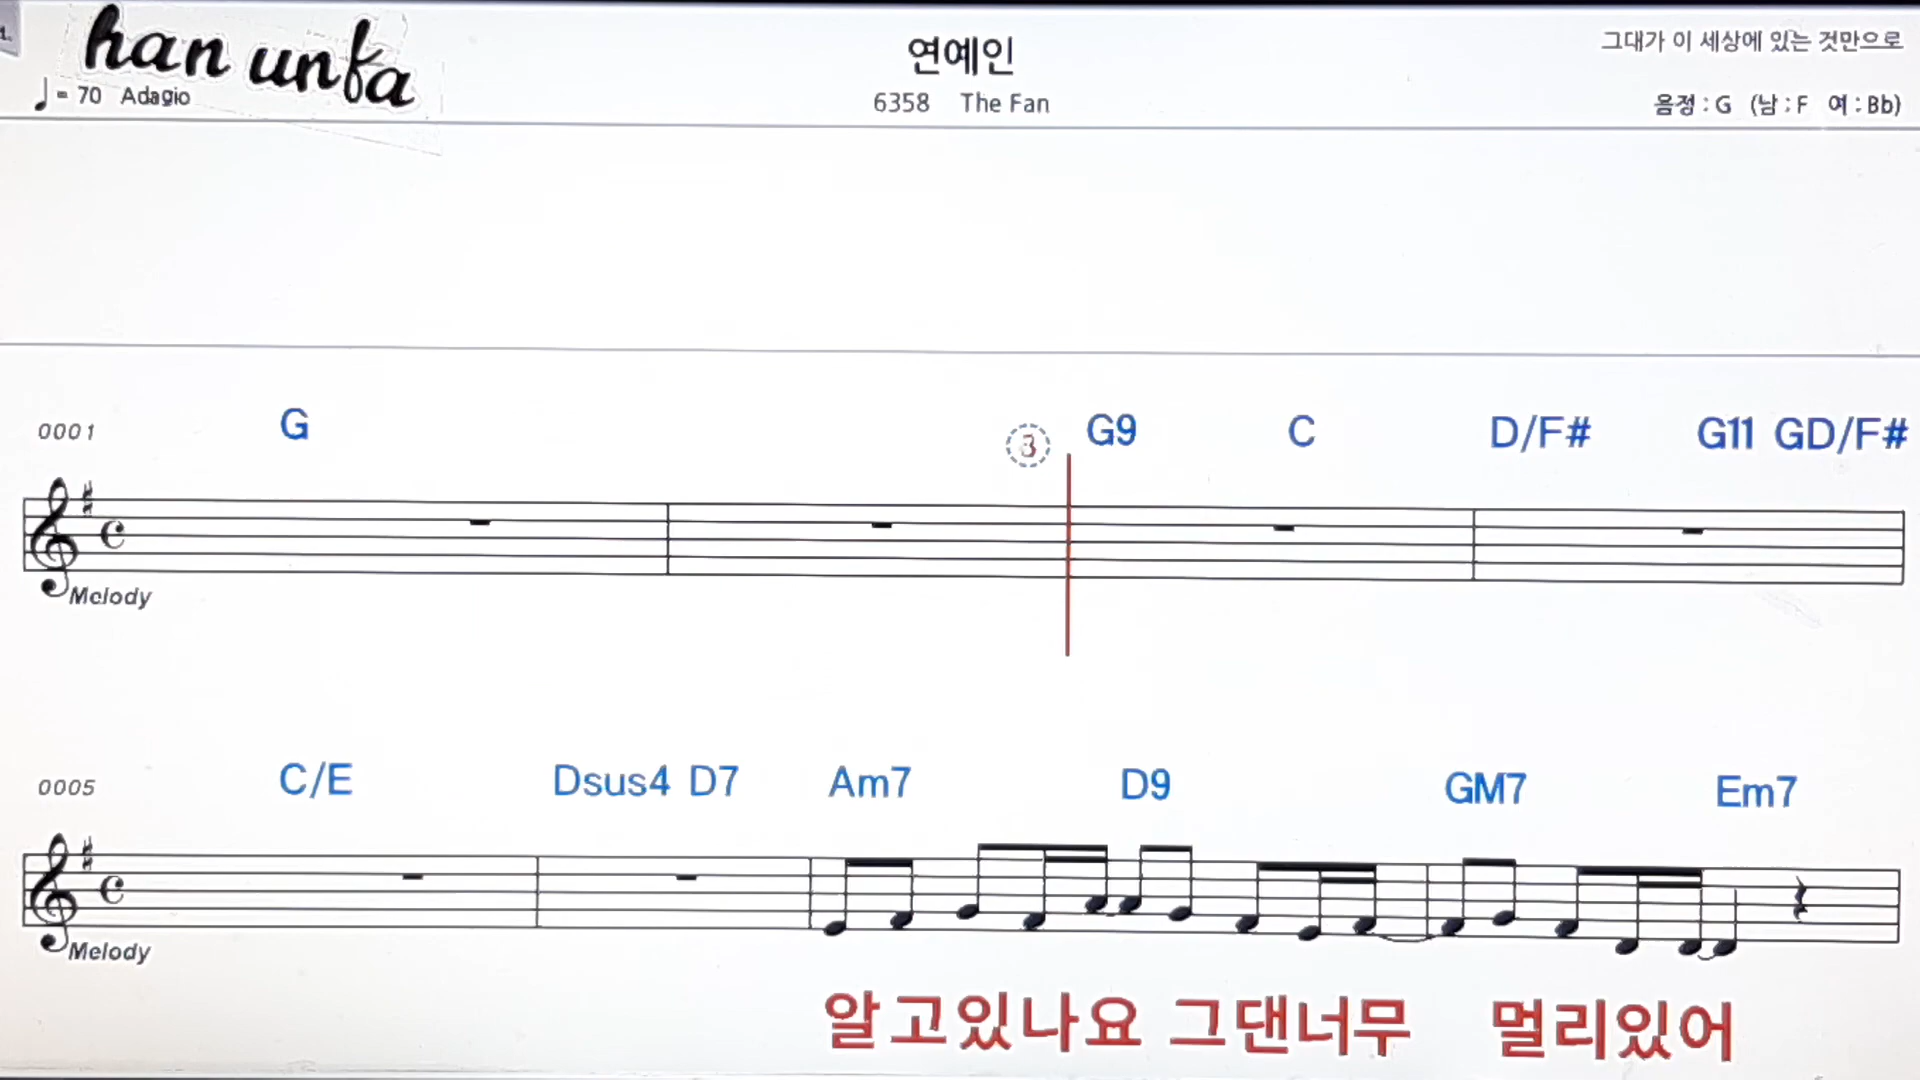 han unfa
♩= 70 Adagio
연예인
6358 The Fan
그대가 이 세상에 있는 것만으로
음정 : G (남 : F 여 : Bb)
0001 G 3 G9 C D/F# G11 GD/F#
Melody
0005 C/E Dsus4 D7 Am7 D9 GM7 Em7
Melody
알고있나요 그댄너무 멀리있어